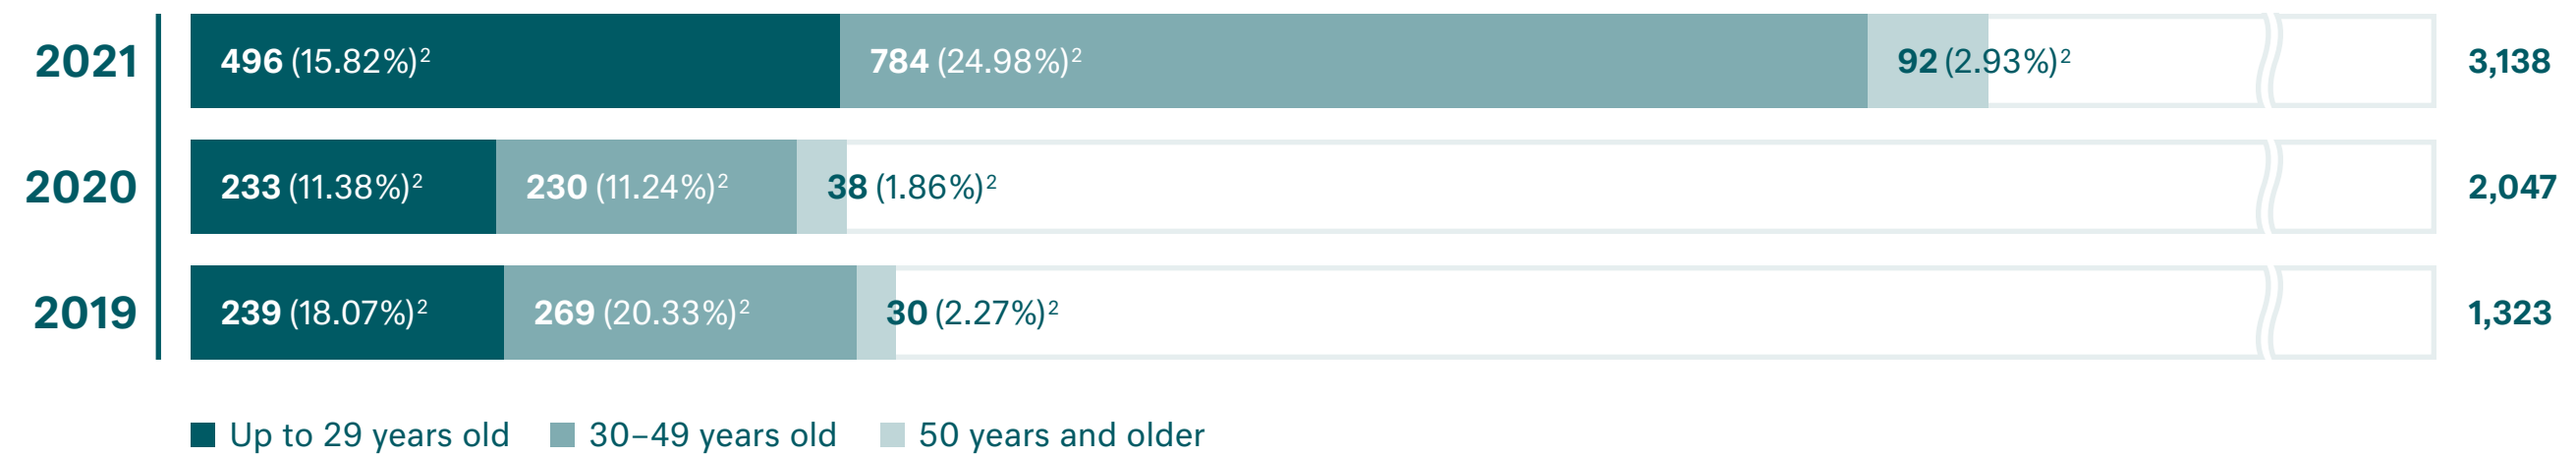 2021 496 (15.82%)² 784 (24.98%)² 92 (2.93%)² 3,138
2020 233 (11.38%)² 230 (11.24%)² 38 (1.86%)² 2,047
2019 239 (18.07%)² 269 (20.33%)² 30 (2.27%)² 1,323
Up to 29 years old 30–49 years old 50 years and older